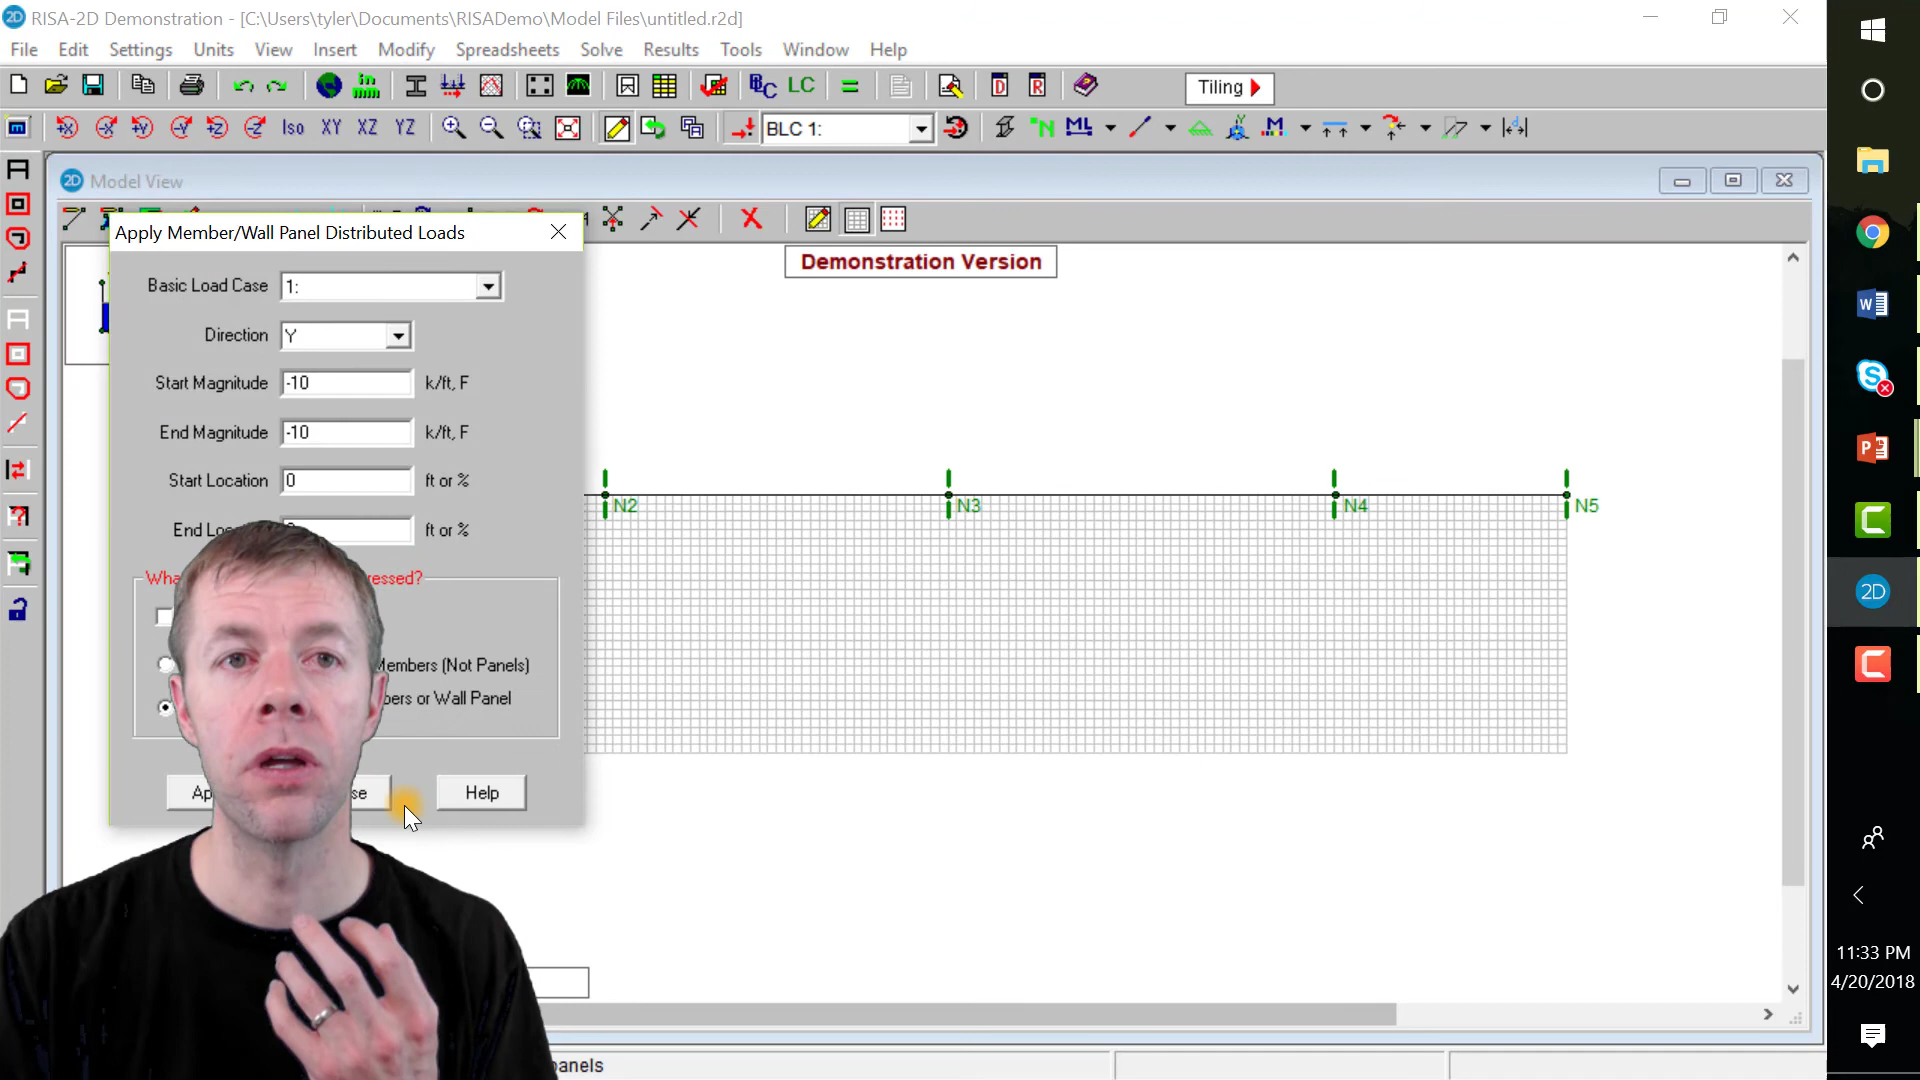 2D RISA-2D Demonstration - [C:\Users\tyler\Documents\RISADemo\Model Files\untitled.r2d]
File Edit Settings Units View Insert Modify Spreadsheets Solve Results Tools Window Help
LC
D
R
Tiling
Iso XY XZ YZ
BLC 1:
N
ML
M
2D Model View
Apply Member/Wall Panel Distributed Loads
Demonstration Version
Basic Load Case 1:
Direction Y
Start Magnitude -10 k/ft, F
End Magnitude -10 k/ft, F
Start Location 0 ft or %
ft or %
Members (Not Panels)
or Wall Panel
Help
N2
N3
N4
N5
2D
11:33 PM
4/20/2018